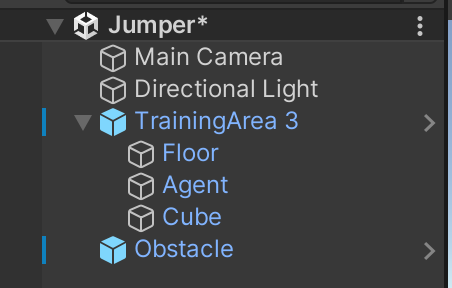 Jumper*
Main Camera
Directional Light
TrainingArea 3
Floor
Agent
Cube
Obstacle